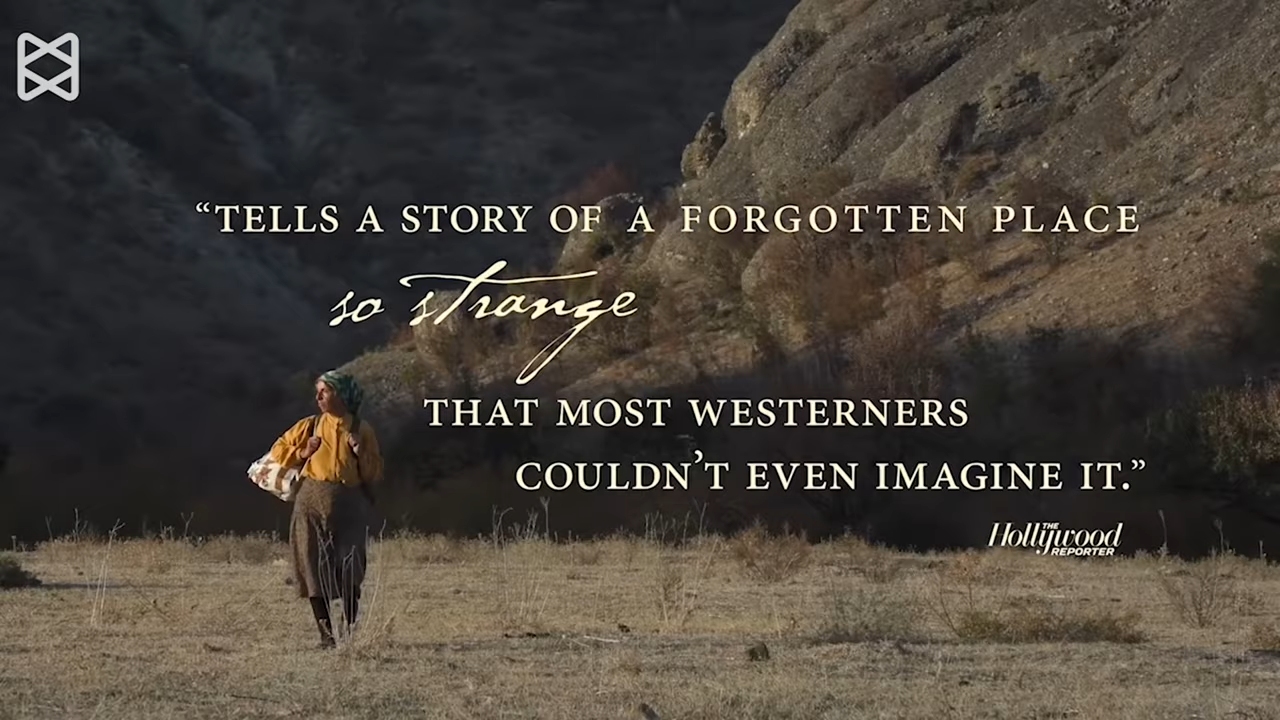 “TELLS A STORY OF A FORGOTTEN PLACE
so strange
THAT MOST WESTERNERS
COULDN’T EVEN IMAGINE IT.”
THE
Hollywood
REPORTER